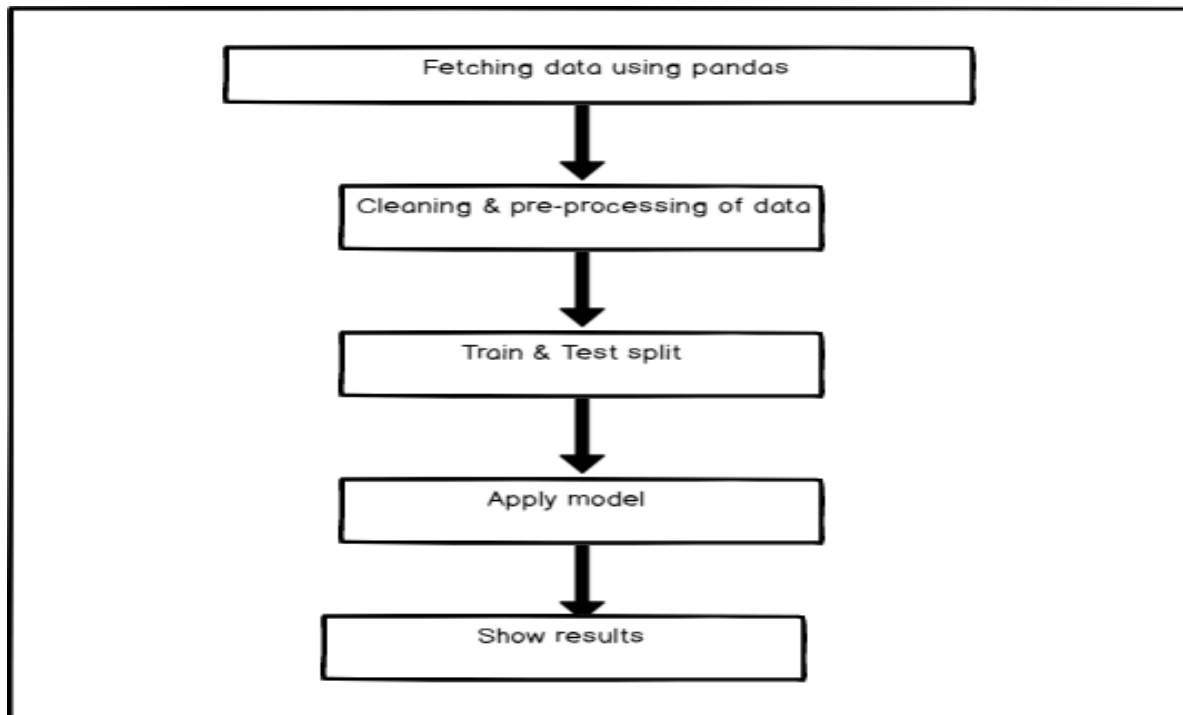 Fetching data using pandas
Cleaning & pre-processing of data
Train & Test split
Apply model
Show results